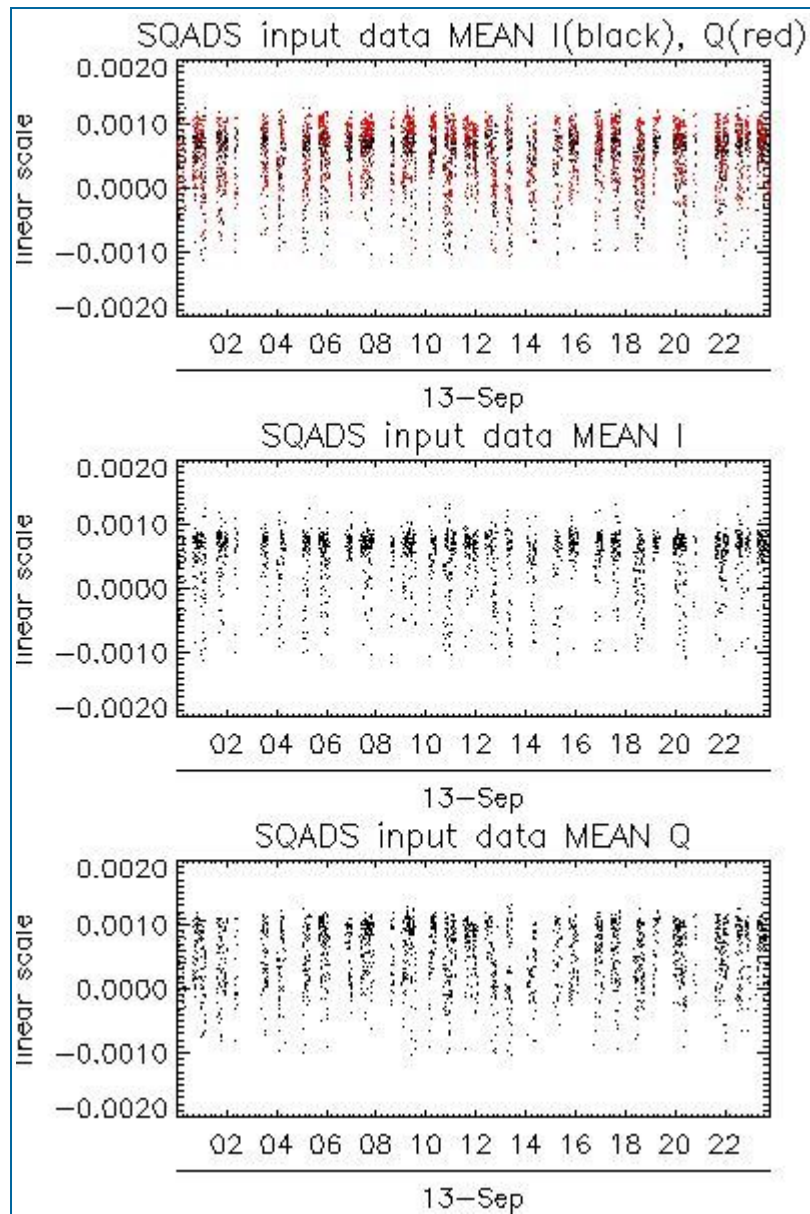 SQADS input data MEAN I(black), Q(red)
linear scale
0.0020
0.0010
0.0000
−0.0010
−0.0020
02 04 06 08 10 12 14 16 18 20 22
13−Sep
SQADS input data MEAN I
linear scale
0.0020
0.0010
0.0000
−0.0010
−0.0020
02 04 06 08 10 12 14 16 18 20 22
13−Sep
SQADS input data MEAN Q
linear scale
0.0020
0.0010
0.0000
−0.0010
−0.0020
02 04 06 08 10 12 14 16 18 20 22
13−Sep